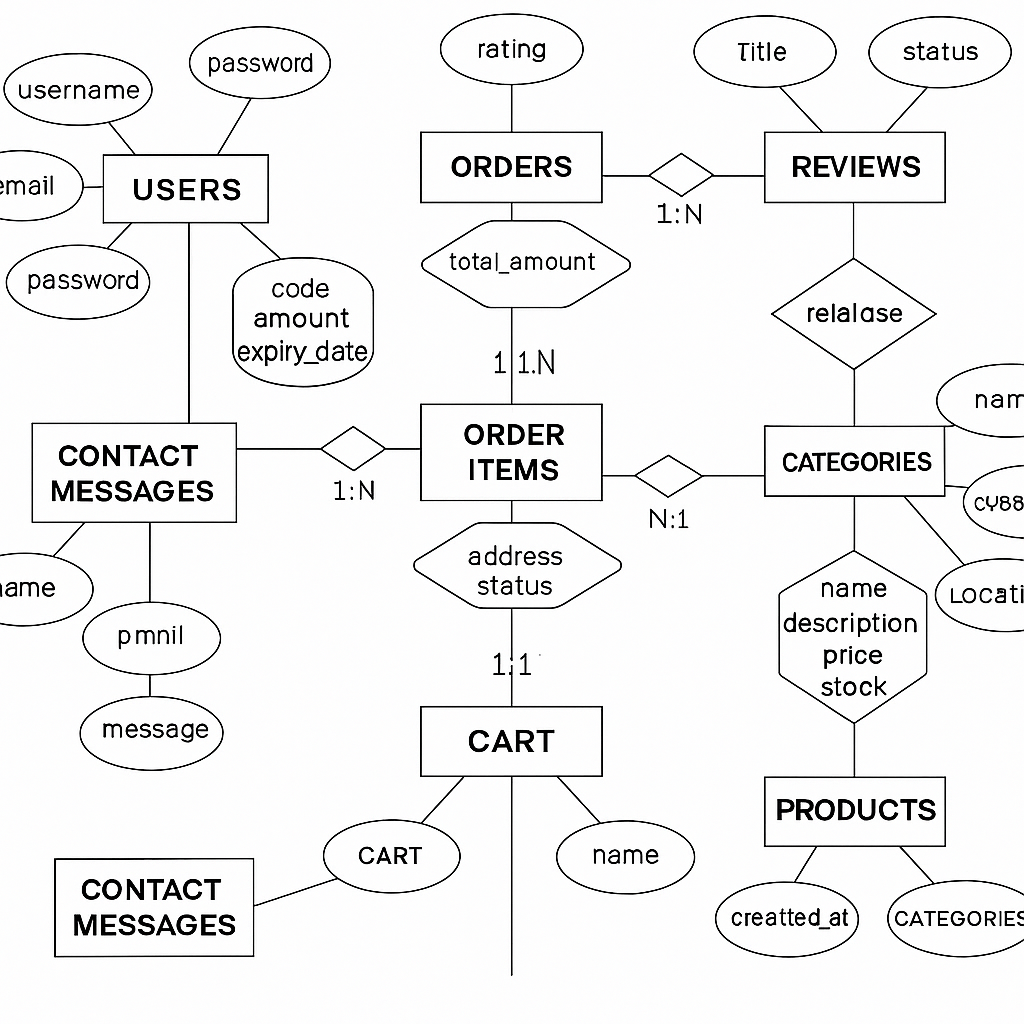 username
password
email
USERS
password
code
amount
expiry_date
rating
ORDERS
1:N
total_amount
1 1.N
Title
status
REVIEWS
relalase
CONTACT
MESSAGES
1:N
ORDER
ITEMS
N:1
CATEGORIES
nam
CY88
LOCati
name
description
price
stock
address
status
1:1
ame
pmnil
message
CART
CART
name
CONTACT
MESSAGES
PRODUCTS
creatted_at
CATEGORIES